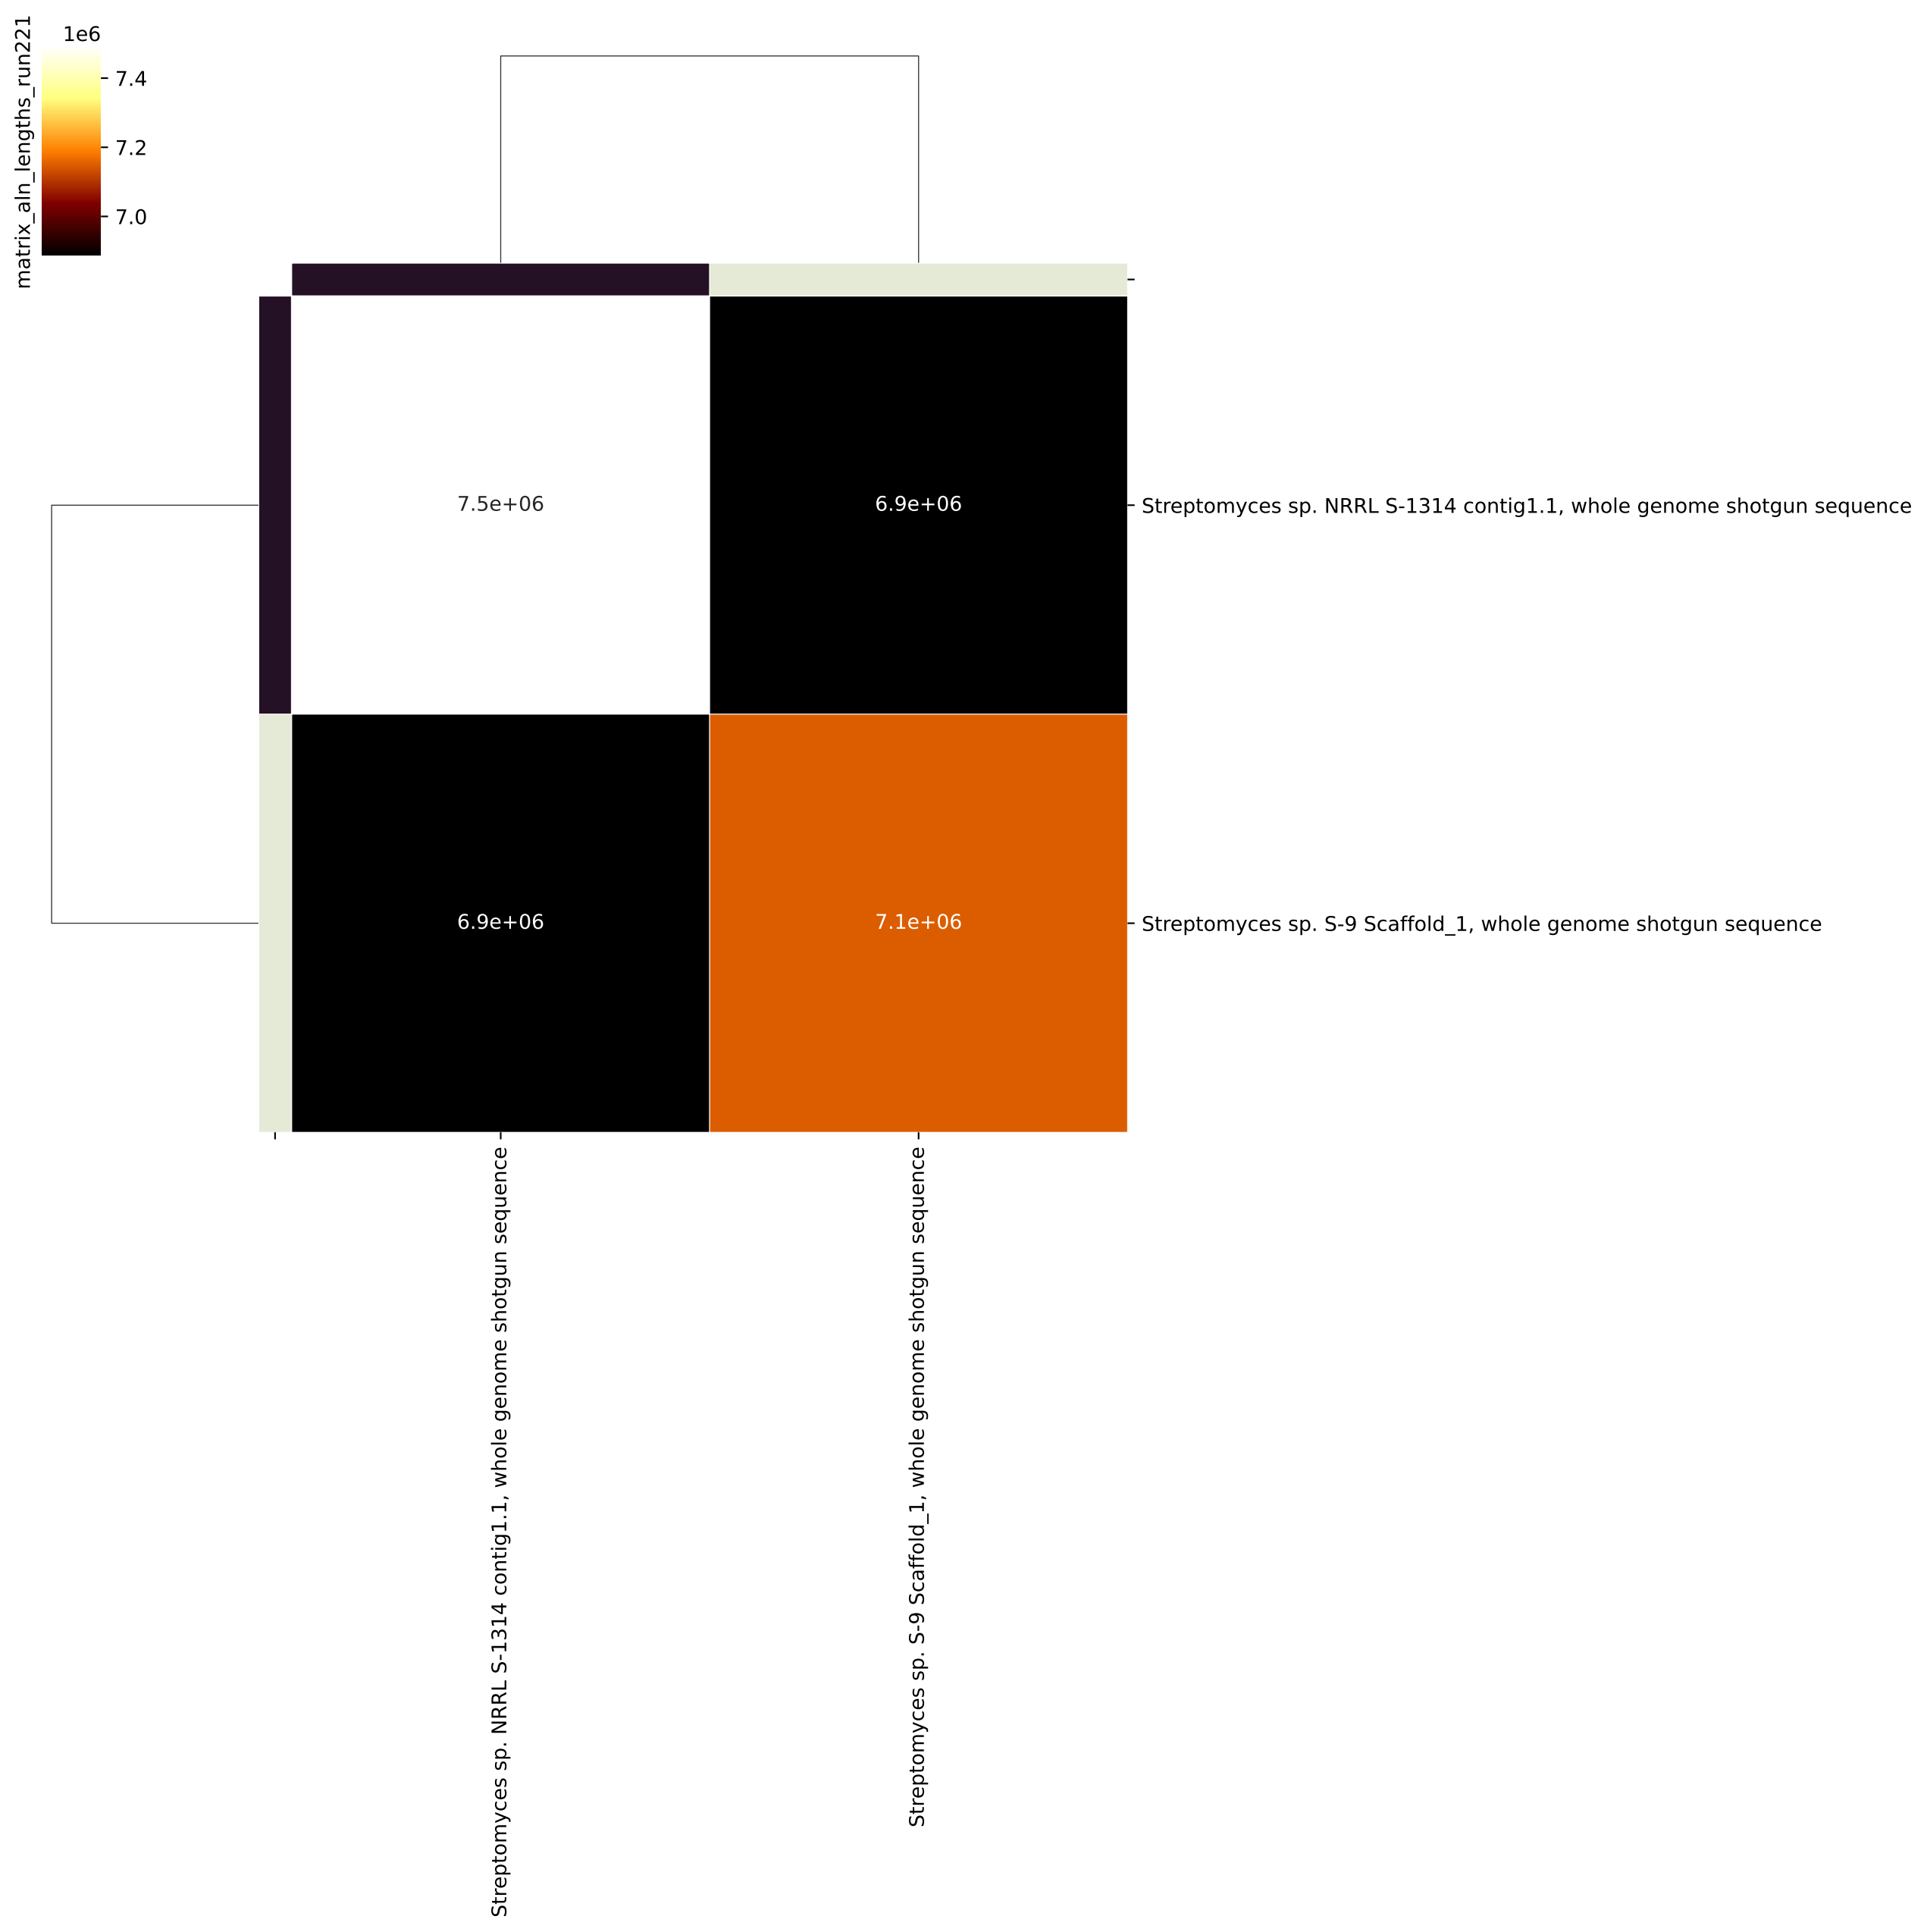 matrix_aln_lengths_run221
1e6
7.4
7.2
7.0
7.5e+06
6.9e+06
Streptomyces sp. NRRL S-1314 contig1.1, whole genome shotgun sequence
6.9e+06
7.1e+06
Streptomyces sp. S-9 Scaffold_1, whole genome shotgun sequence
Streptomyces sp. NRRL S-1314 contig1.1, whole genome shotgun sequence
Streptomyces sp. S-9 Scaffold_1, whole genome shotgun sequence